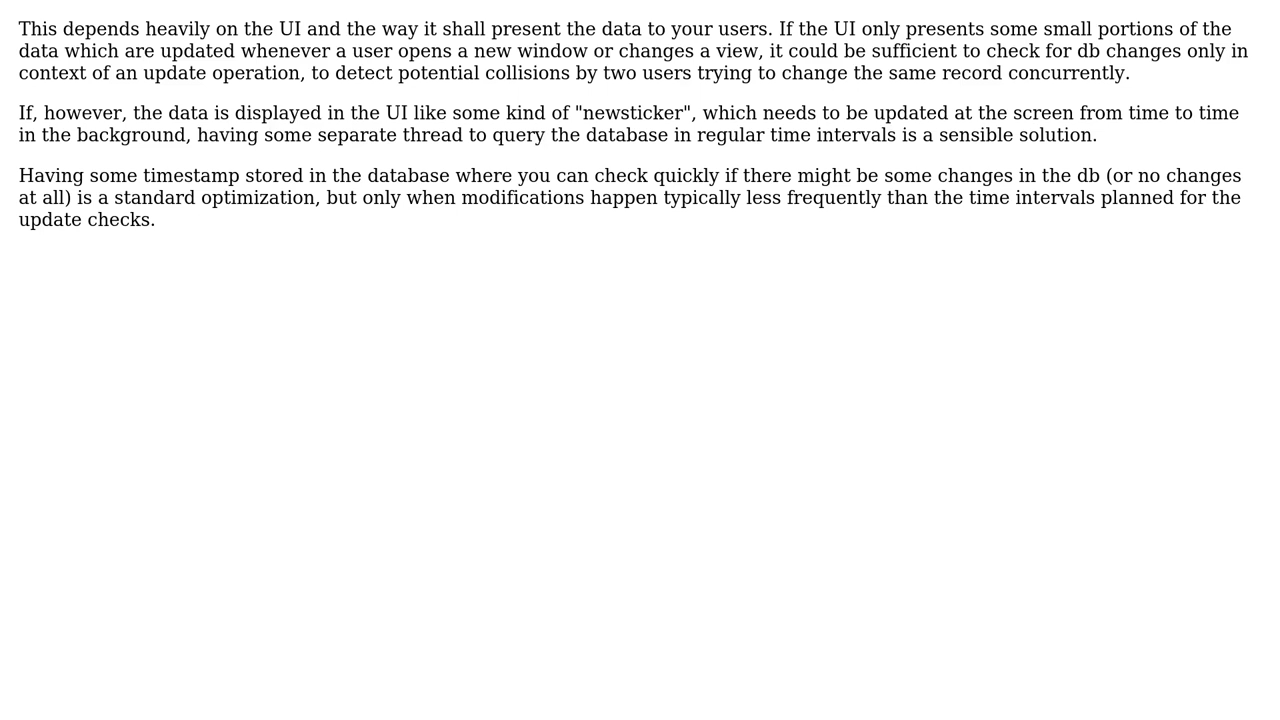 This depends heavily on the UI and the way it shall present the data to your users. If the UI only presents some small portions of the
data which are updated whenever a user opens a new window or changes a view, it could be sufficient to check for db changes only in
context of an update operation, to detect potential collisions by two users trying to change the same record concurrently.
If, however, the data is displayed in the UI like some kind of "newsticker", which needs to be updated at the screen from time to time
in the background, having some separate thread to query the database in regular time intervals is a sensible solution.
Having some timestamp stored in the database where you can check quickly if there might be some changes in the db (or no changes
at all) is a standard optimization, but only when modifications happen typically less frequently than the time intervals planned for the
update checks.